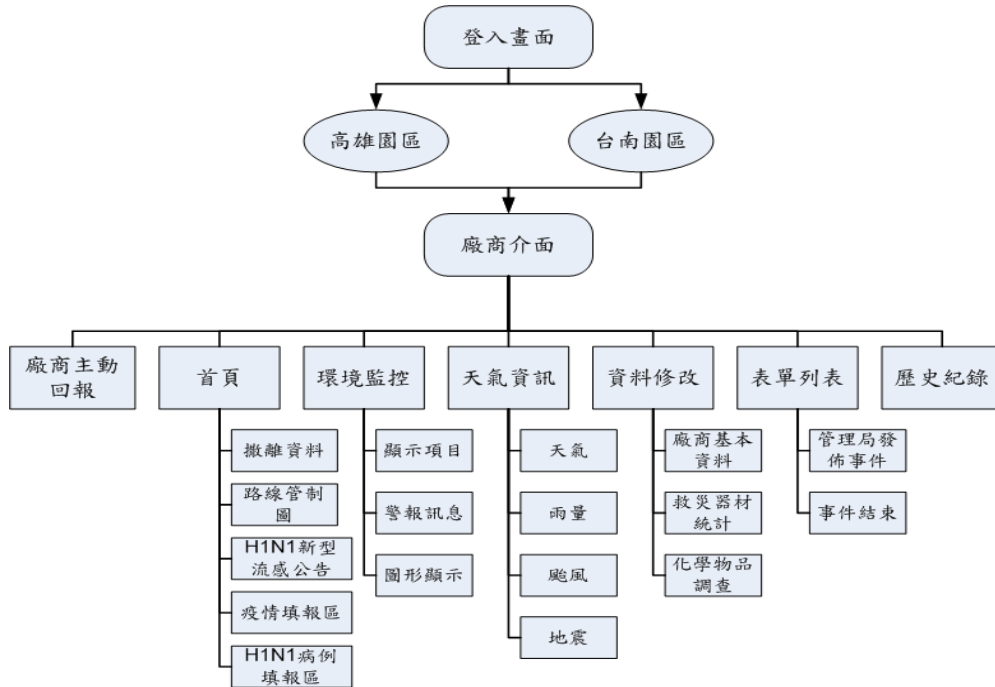 登入畫面
高雄園區
台南園區
廠商介面
廠商主動
回報
首頁
環境監控
天氣資訊
資料修改
表單列表
歷史紀錄
撤離資料
路線管制
圖
H1N1新型
流感公告
疫情填報區
H1N1病例
填報區
顯示項目
警報訊息
圖形顯示
天氣
雨量
颱風
地震
廠商基本
資料
救災器材
統計
化學物品
調查
管理局發
佈事件
事件結束